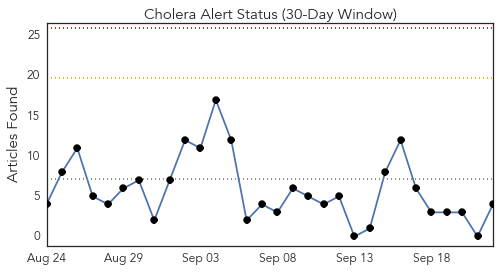 Cholera Alert Status (30-Day Window)
25
20
15
10
5
0
Articles Found
Aug 24 Aug 29 Sep 03 Sep 08 Sep 13 Sep 18